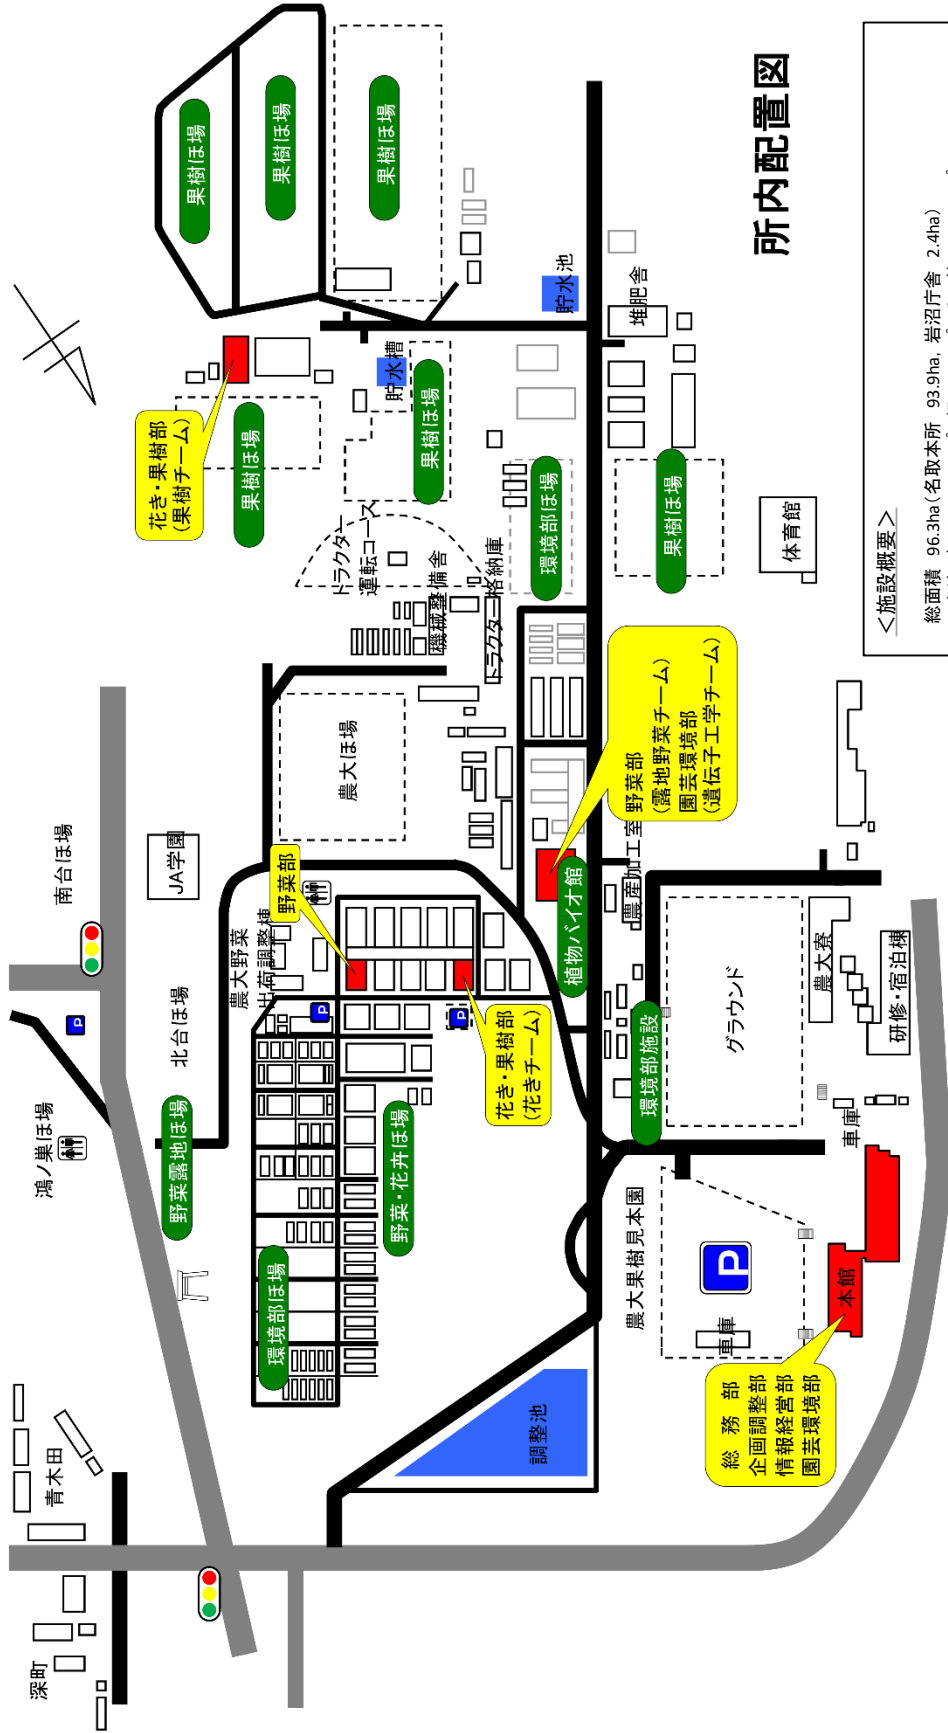 所内配置図
深町
青木田
鴻ノ巣ほ場
北台ほ場
南台ほ場
JA学園
野菜露地ほ場
農大野菜
出荷調整棟
野菜部
農大ほ場
環境部ほ場
野菜・花卉ほ場
花き・果樹部
(花きチーム)
花き・果樹部
(果樹チーム)
果樹ほ場
果樹ほ場
果樹ほ場
果樹ほ場
貯水槽
果樹ほ場
トラクター
運転コース
機械整備舎
トラクター格納庫
環境部ほ場
貯水池
堆肥舎
果樹ほ場
体育館
調整池
植物バイオ館
農産加工室
野菜部
(露地野菜チーム)
園芸環境部
(遺伝子工学チーム)
環境部施設
グラウンド
農大果樹見本園
P
P
P
P
車庫
車庫
本館
総務部
企画調整部
情報経営部
園芸環境部
農大寮
研修・宿泊棟
<施設概要>
総面積 96.3ha(名取本所 93.9ha, 岩沼庁舎 2.4ha)